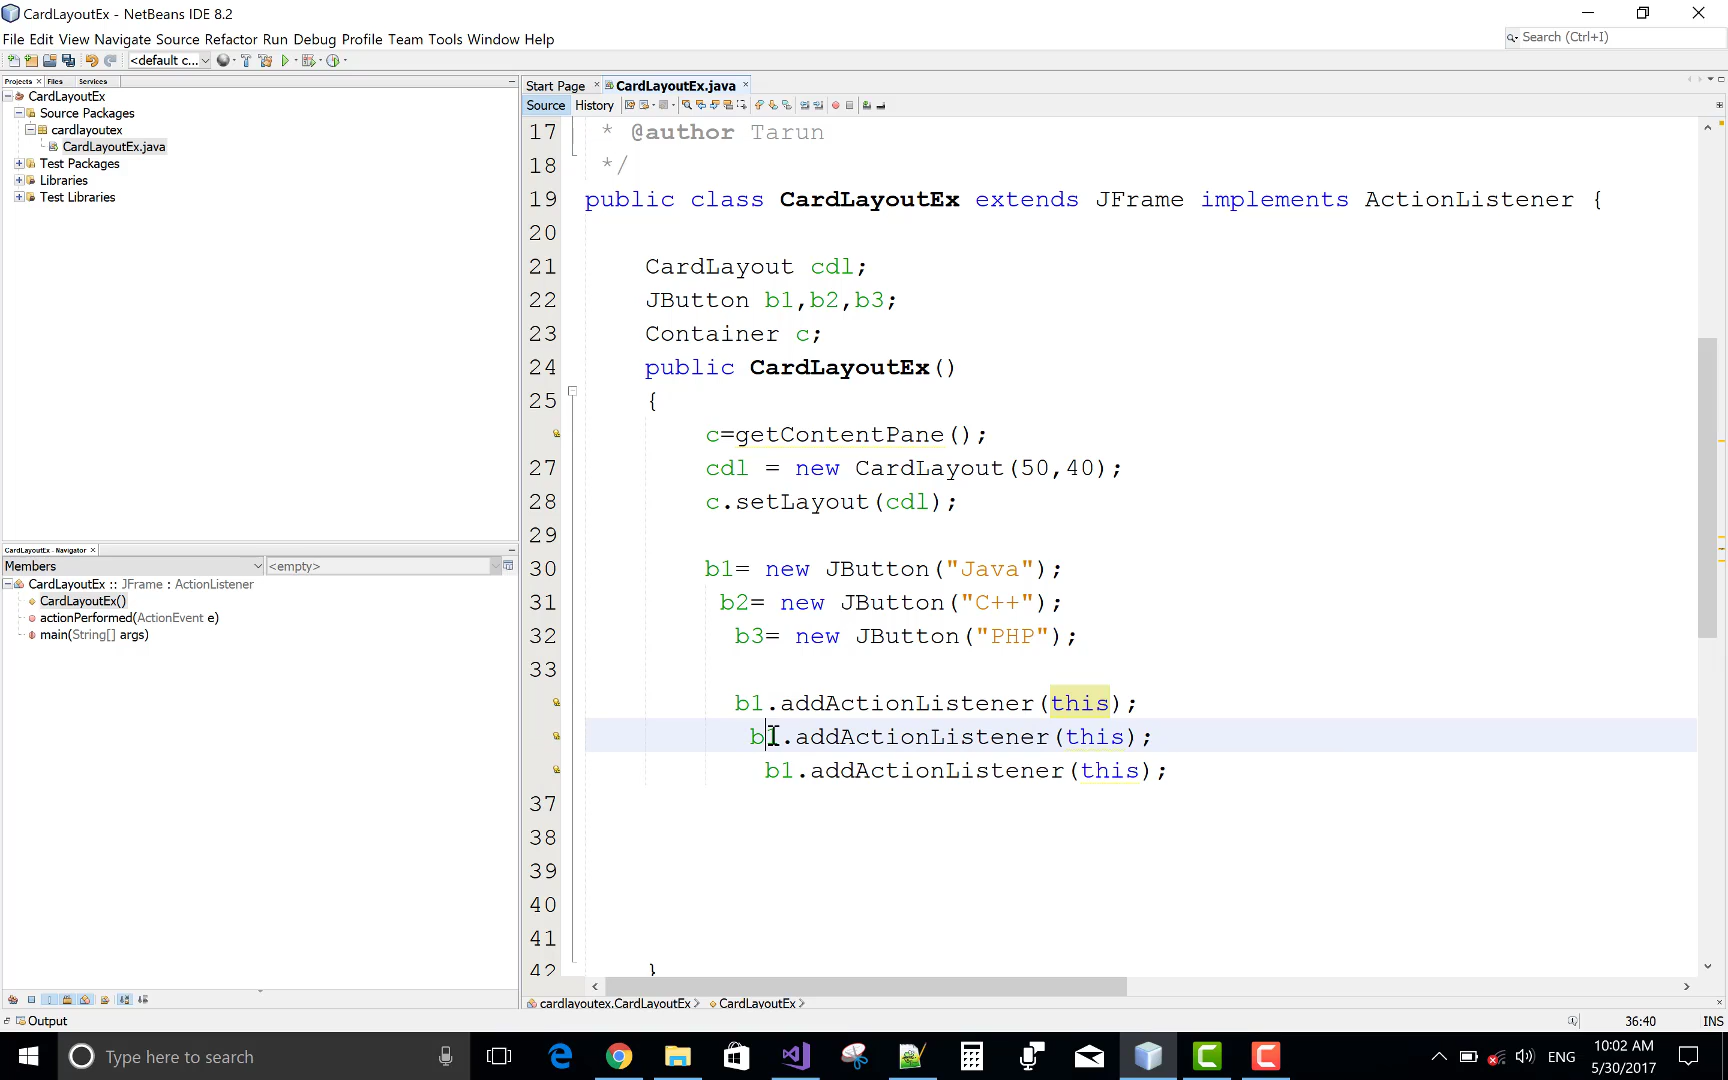 CardLayoutEx - NetBeans IDE 8.2
File Edit View Navigate Source Refactor Run Debug Profile Team Tools Window Help
Search (Ctrl+I)
<default c...
Projects Files Services
Start Page CardLayoutEx.java
CardLayoutEx
Source History
Source Packages
cardlayoutex
CardLayoutEx.java
Test Packages
Libraries
Test Libraries
17 * @author Tarun
18 */
19 public class CardLayoutEx extends JFrame implements ActionListener {
20
21 CardLayout cdl;
22 JButton b1,b2,b3;
23 Container c;
24 public CardLayoutEx()
25 {
c=getContentPane();
27 cdl = new CardLayout(50,40);
28 c.setLayout(cdl);
29
30 b1= new JButton("Java");
31 b2= new JButton("C++");
32 b3= new JButton("PHP");
33
b1.addActionListener(this);
b1.addActionListener(this);
b1.addActionListener(this);
37
38
39
40
41
42 }
CardLayoutEx - Navigator
Members <empty>
CardLayoutEx :: JFrame : ActionListener
CardLayoutEx()
actionPerformed(ActionEvent e)
main(String[] args)
cardlayoutex.CardLayoutEx CardLayoutEx
Output
36:40 INS
Type here to search
ENG
10:02 AM
5/30/2017